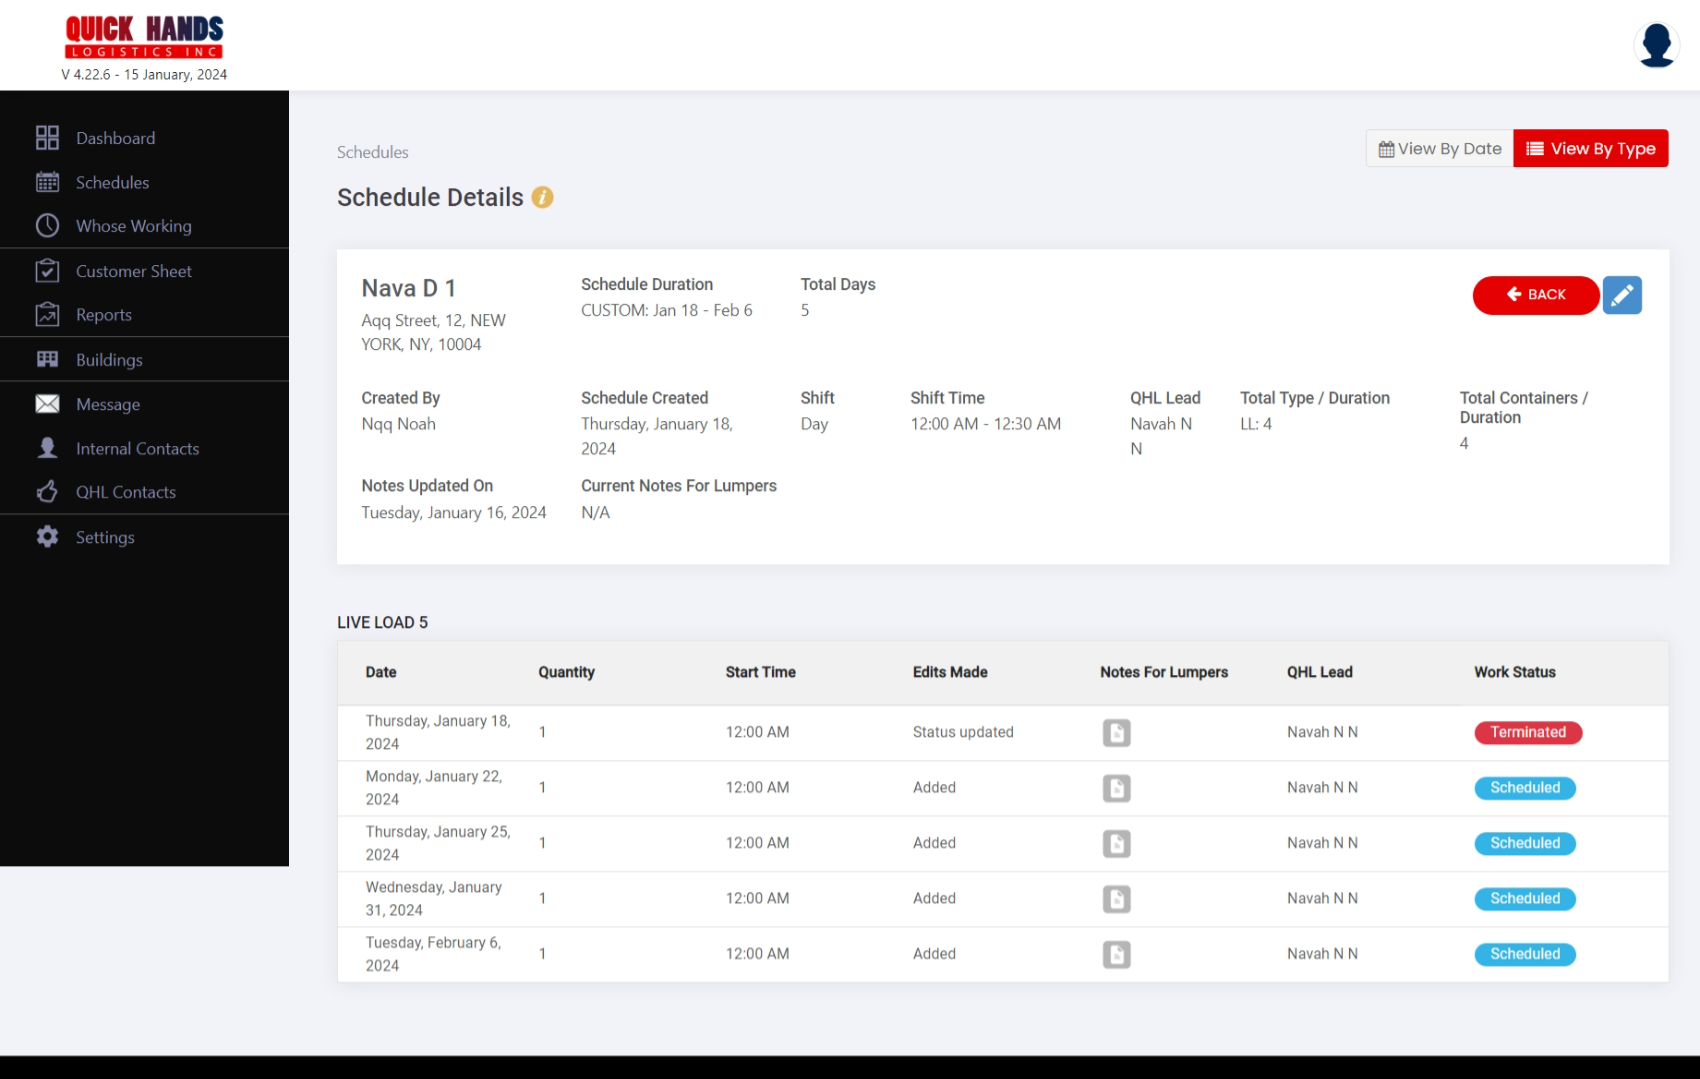 QUICK HANDS
LOGISTICS INC
V 4.22.6 - 15 January, 2024
Dashboard
Schedules
Whose Working
Customer Sheet
Reports
Buildings
Message
Internal Contacts
QHL Contacts
Settings
Schedules
View By Date
View By Type
Schedule Details i
Nava D 1
Aqq Street, 12, NEW
YORK, NY, 10004
Schedule Duration
CUSTOM: Jan 18 - Feb 6
Total Days
5
BACK
Created By
Nqq Noah
Schedule Created
Thursday, January 18,
2024
Shift
Day
Shift Time
12:00 AM - 12:30 AM
QHL Lead
Navah N
N
Total Type / Duration
LL: 4
Total Containers /
Duration
4
Notes Updated On
Tuesday, January 16, 2024
Current Notes For Lumpers
N/A
LIVE LOAD 5
Date Quantity Start Time Edits Made Notes For Lumpers QHL Lead Work Status
Thursday, January 18,
2024
1 12:00 AM Status updated Navah N N Terminated
Monday, January 22,
2024
1 12:00 AM Added Navah N N Scheduled
Thursday, January 25,
2024
1 12:00 AM Added Navah N N Scheduled
Wednesday, January
31, 2024
1 12:00 AM Added Navah N N Scheduled
Tuesday, February 6,
2024
1 12:00 AM Added Navah N N Scheduled